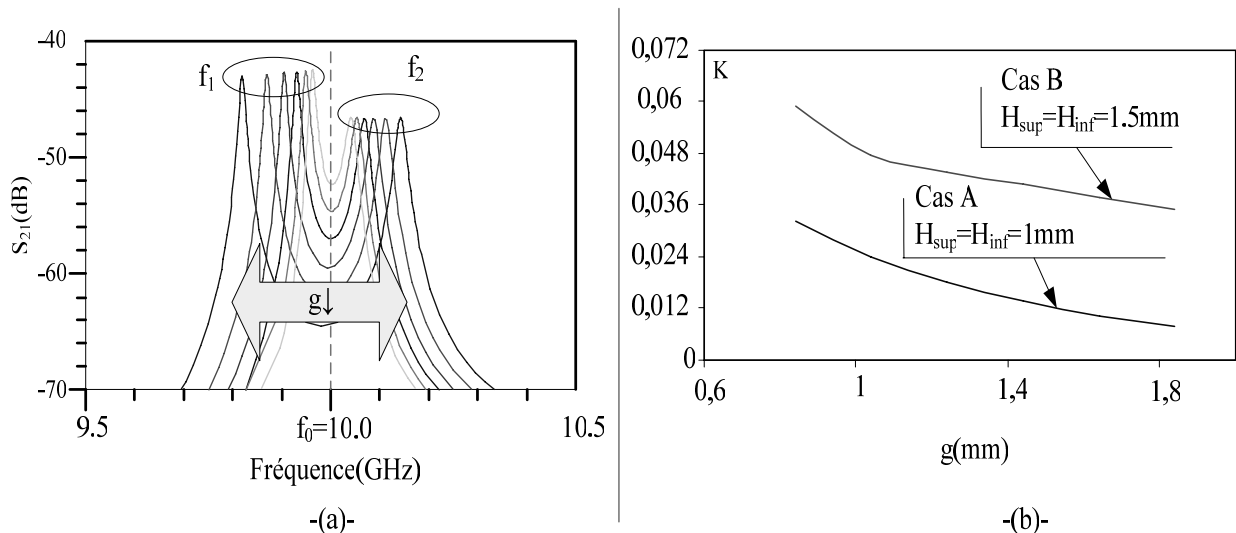 -40
-50
-60
-70
S21(dB)
f1
f2
g↓
9.5
f0=10.0
10.5
Fréquence(GHz)
-(a)-
0,072
0,06
0,048
0,036
0,024
0,012
0
K
Cas B
Hsup=Hinf=1.5mm
Cas A
Hsup=Hinf=1mm
0,6
1
1,4
1,8
g(mm)
-(b)-